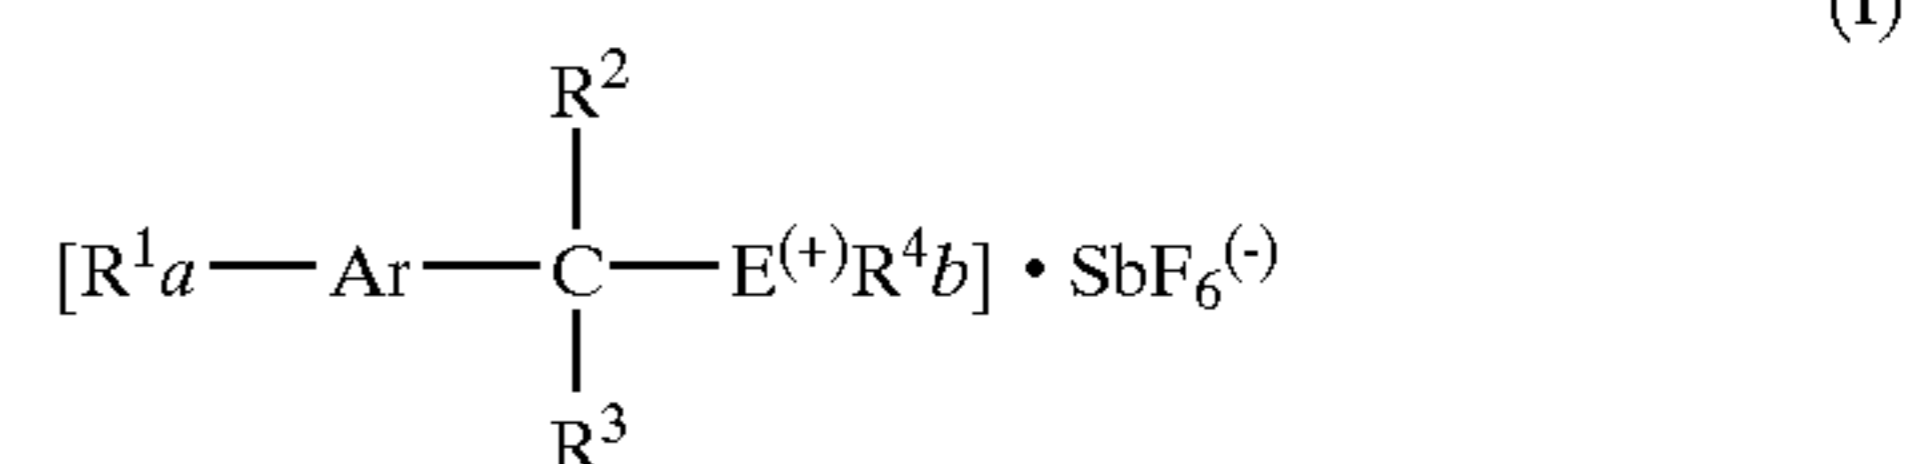 (I)
R²
[R¹a—Ar—C—E⁽⁺⁾R⁴b] • SbF₆⁽⁻⁾
R³